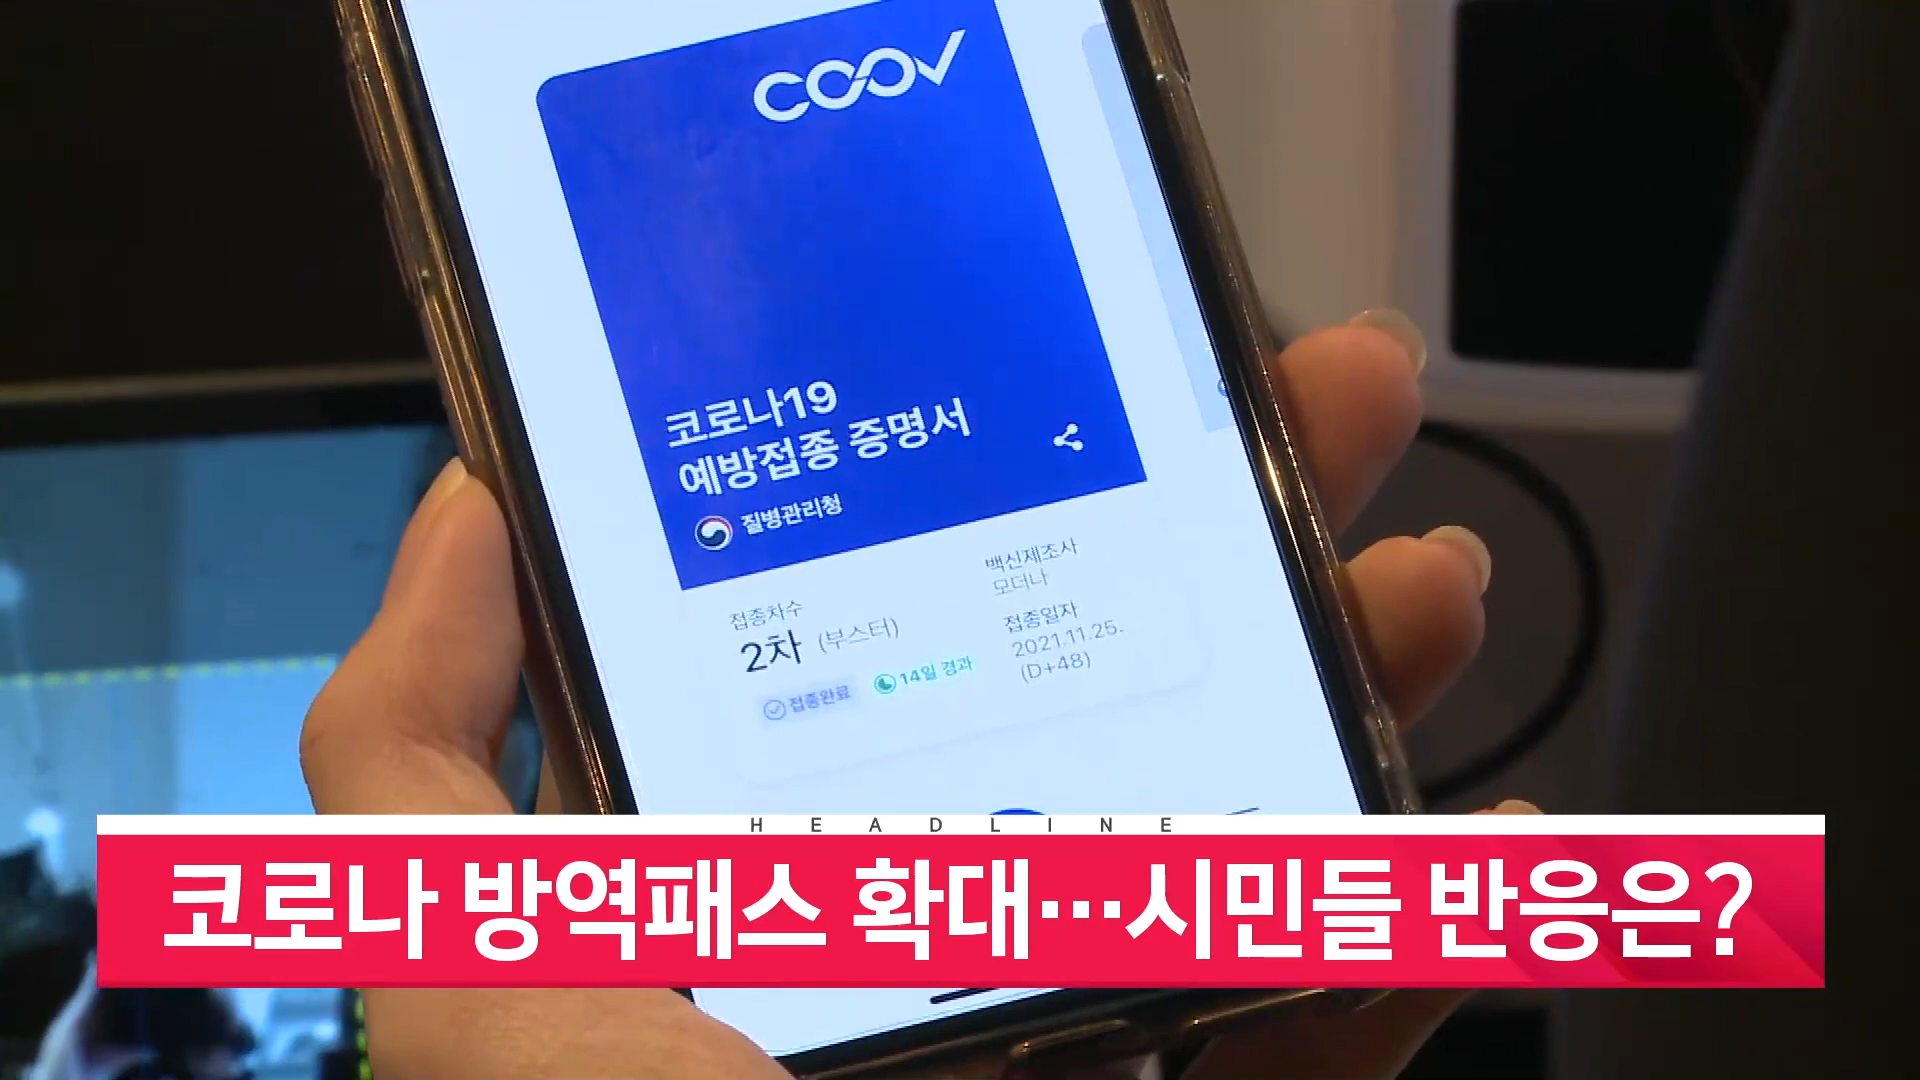 COOV
코로나19
예방접종 증명서
질병관리청
백신제조사
모더나
접종차수
2차 (부스터)
접종일자
2021.11.25.
(D+48)
접종완료
14일 경과
HEADLINE
코로나 방역패스 확대…시민들 반응은?